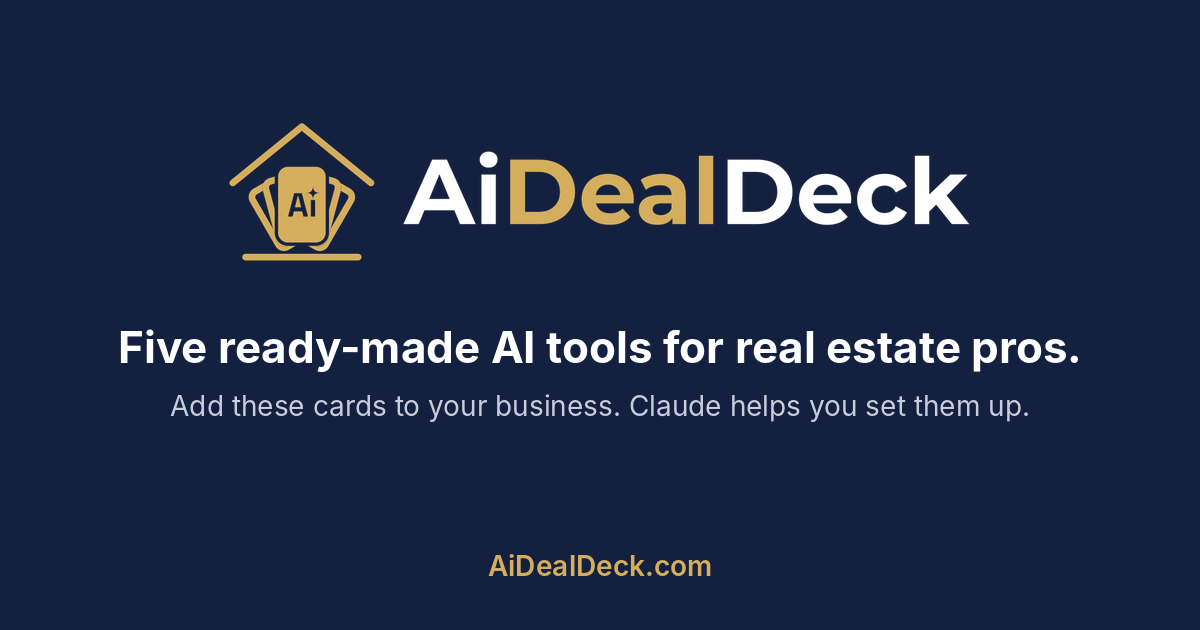 Ai
AiDealDeck
Five ready-made AI tools for real estate pros.
Add these cards to your business. Claude helps you set them up.
AiDealDeck.com